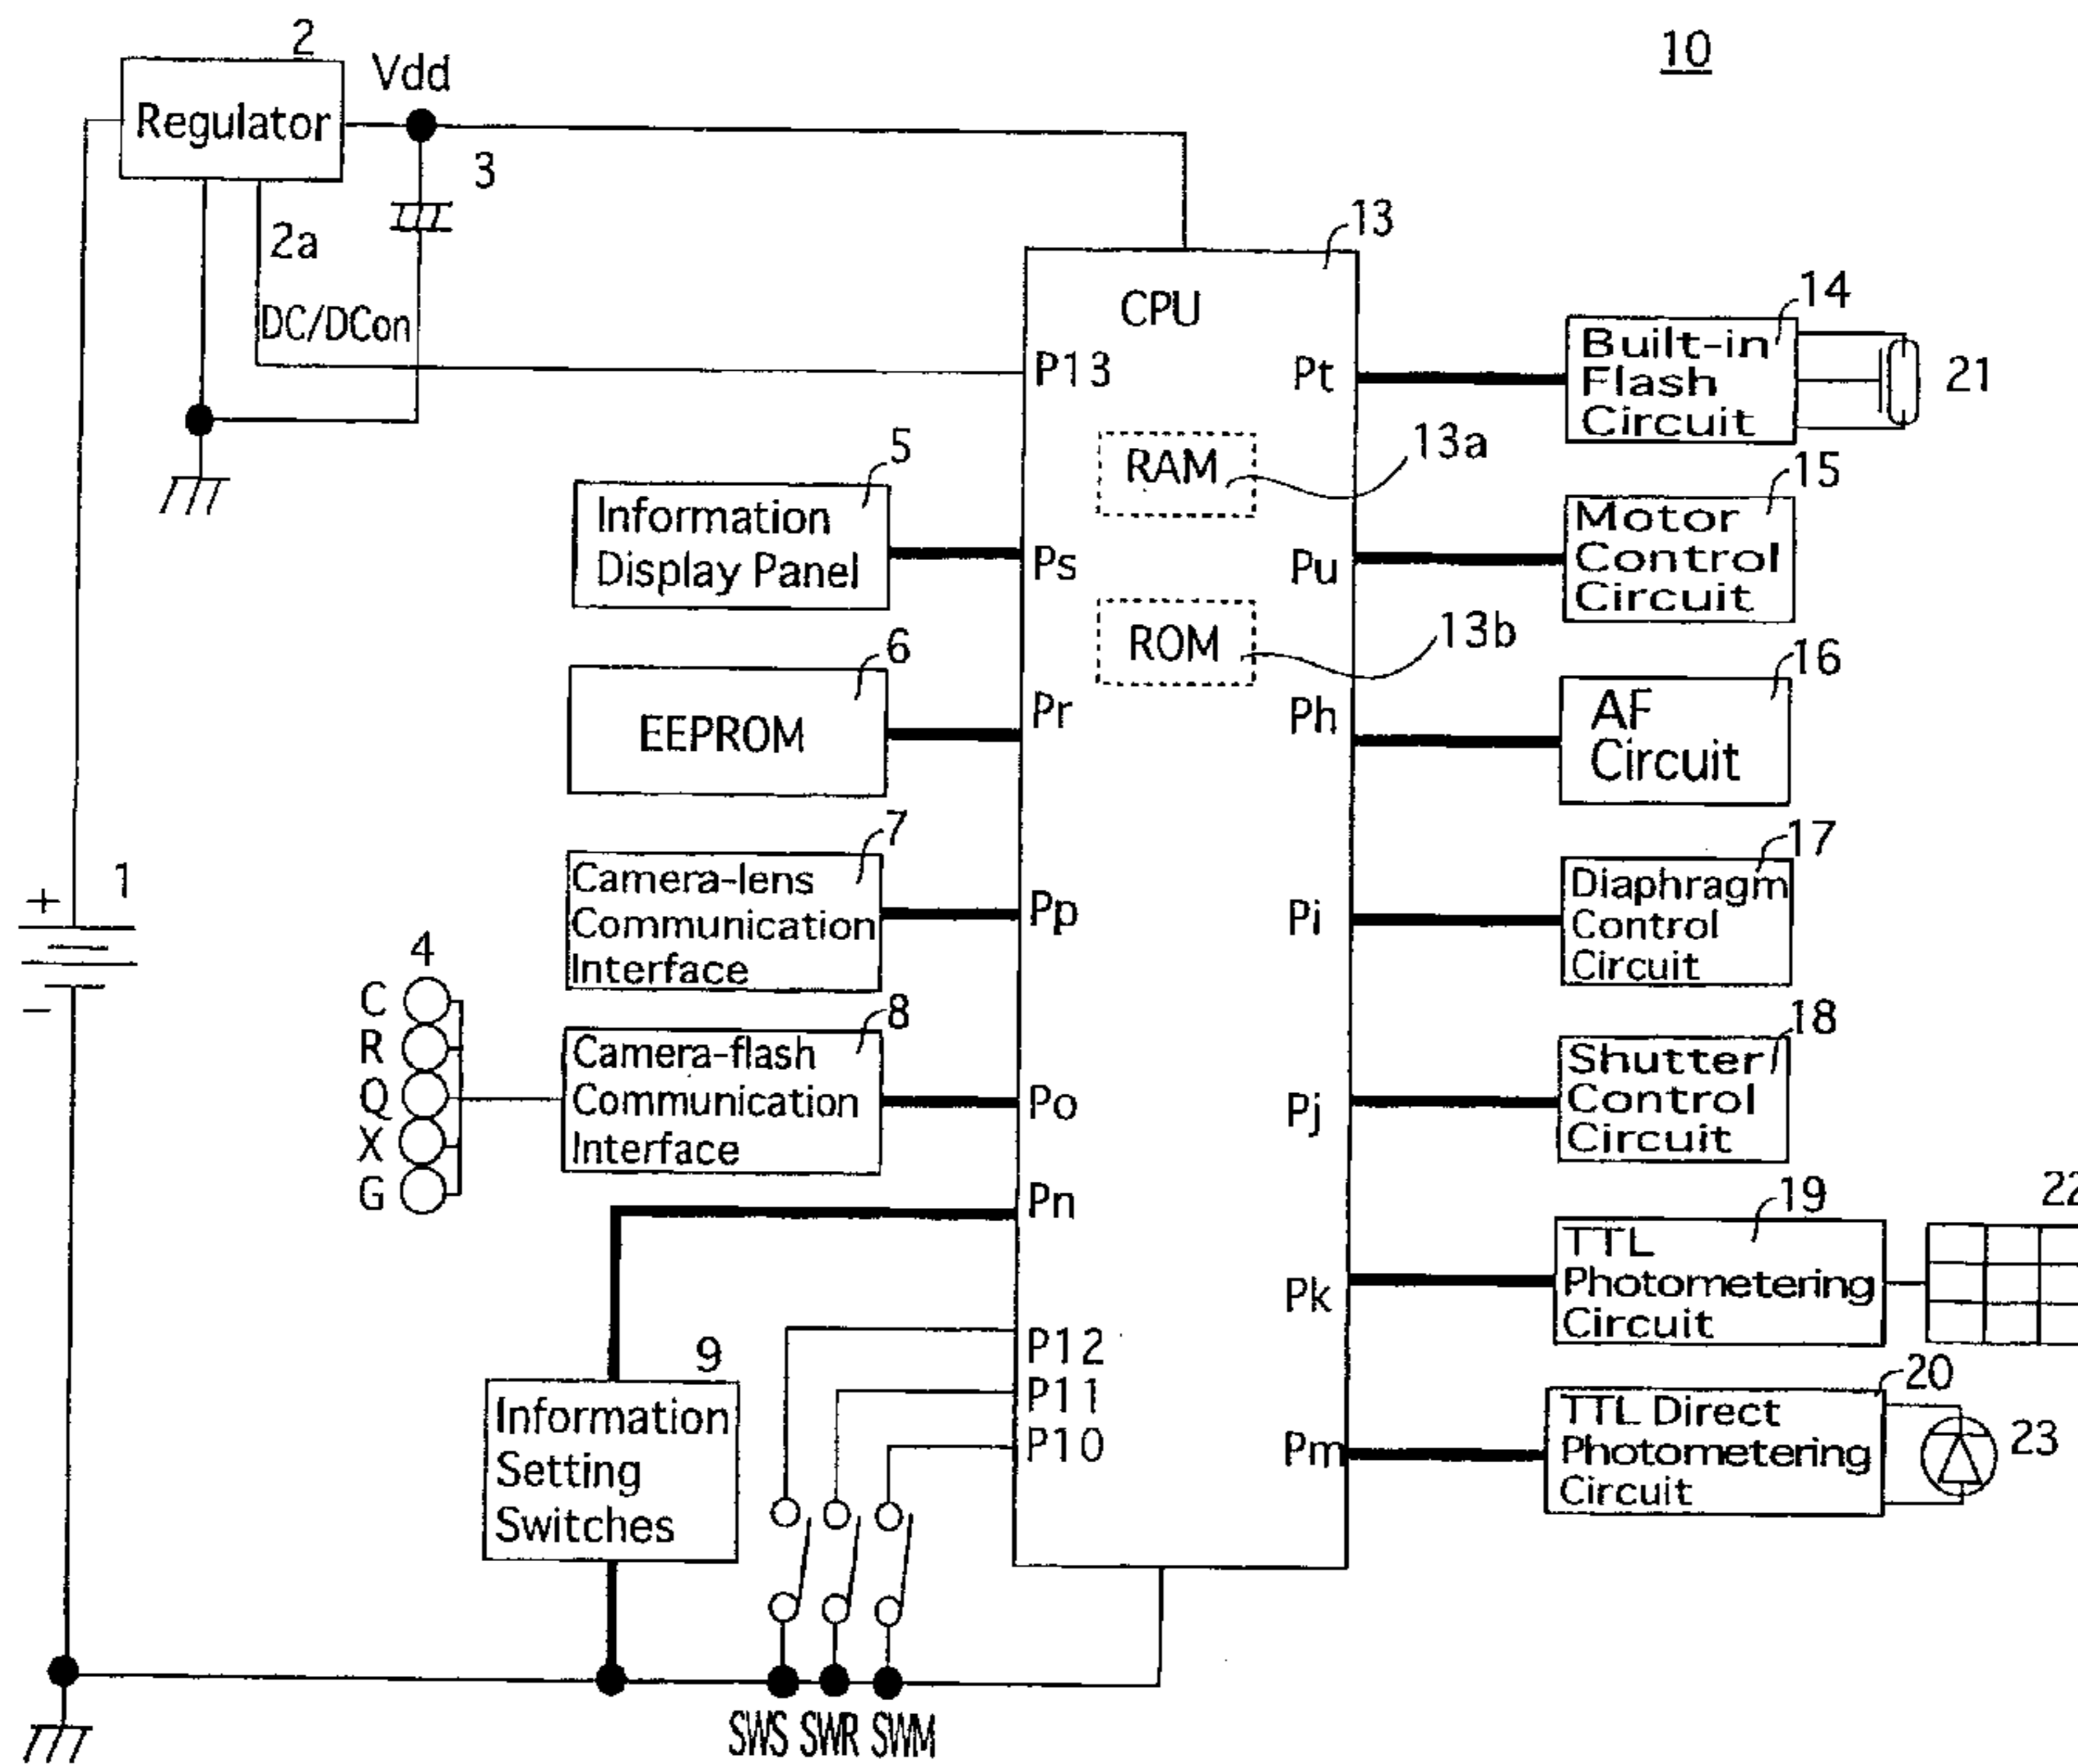 10
2
Vdd
Regulator
3
2a
DC/DCon
13
CPU
P13
Pt
14
Built-in
Flash
Circuit
21
RAM
13a
5
Information
Display Panel
Ps
Pu
15
Motor
Control
Circuit
ROM
13b
6
EEPROM
Pr
Ph
16
AF
Circuit
7
Camera-lens
Communication
Interface
Pp
Pi
17
Diaphragm
Control
Circuit
+
1
−
4
C
R
Q
X
G
8
Camera-flash
Communication
Interface
Po
Pj
18
Shutter
Control
Circuit
Pn
19
TTL
Photometering
Circuit
22
Pk
P12
P11
P10
9
Information
Setting
Switches
Pm
20
TTL Direct
Photometering
Circuit
23
SWS SWR SWM